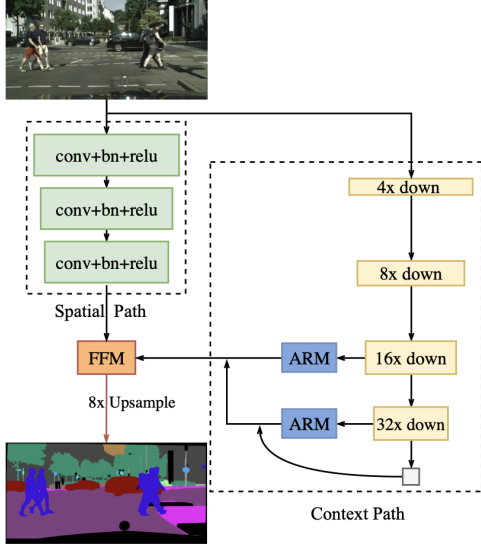 conv+bn+relu
conv+bn+relu
conv+bn+relu
Spatial Path
FFM
8x Upsample
4x down
8x down
ARM
16x down
ARM
32x down
Context Path